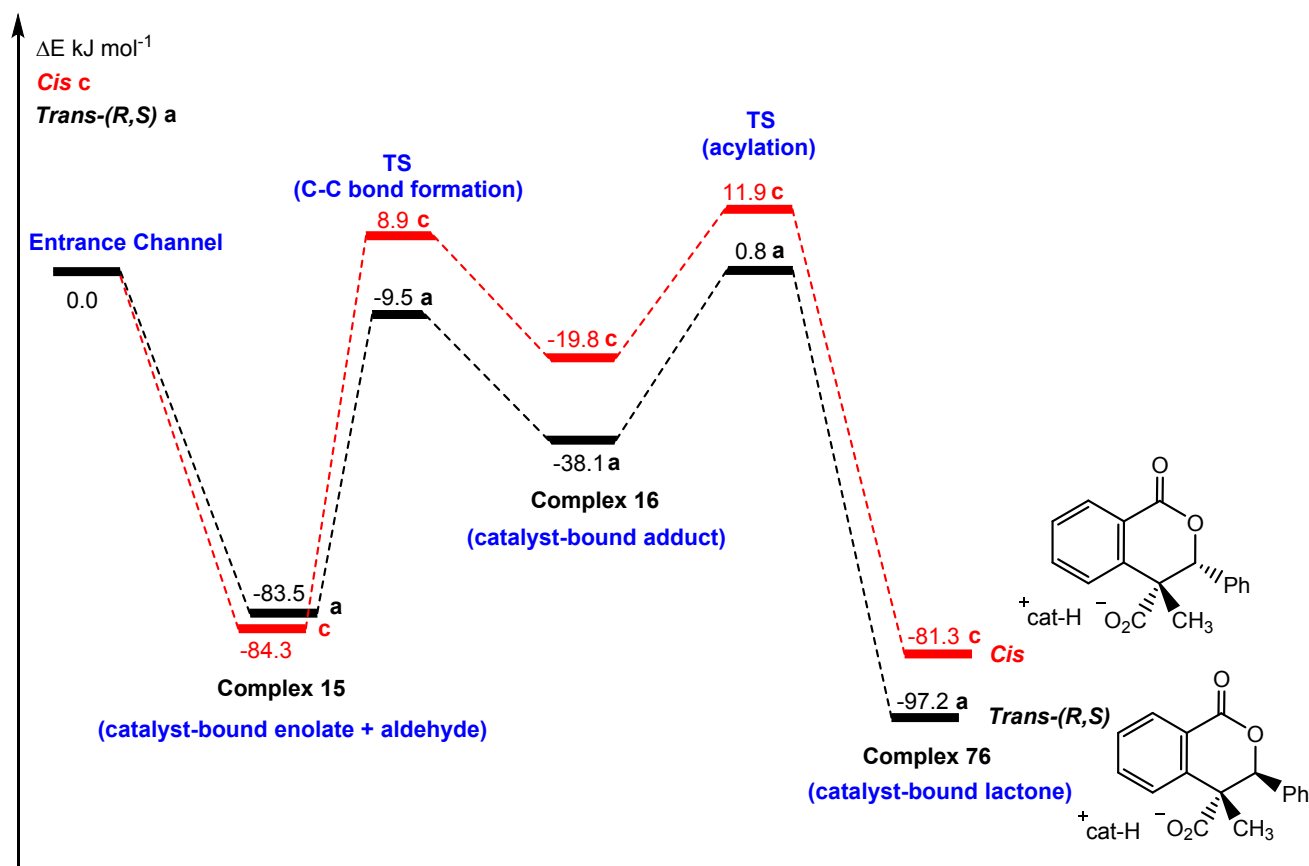 ΔE kJ mol⁻¹
Cis c
Trans-(R,S) a
TS
(C-C bond formation)
TS
(acylation)
Entrance Channel
0.0
8.9 c
-9.5 a
11.9 c
0.8 a
-19.8 c
-38.1 a
Complex 16
(catalyst-bound adduct)
-83.5
a
c
-84.3
Complex 15
(catalyst-bound enolate + aldehyde)
-81.3 c
Cis
-97.2 a
Trans-(R,S)
Complex 76
(catalyst-bound lactone)
O
O
Ph
+cat-H −O₂C CH₃
O
O
Ph
+cat-H −O₂C CH₃